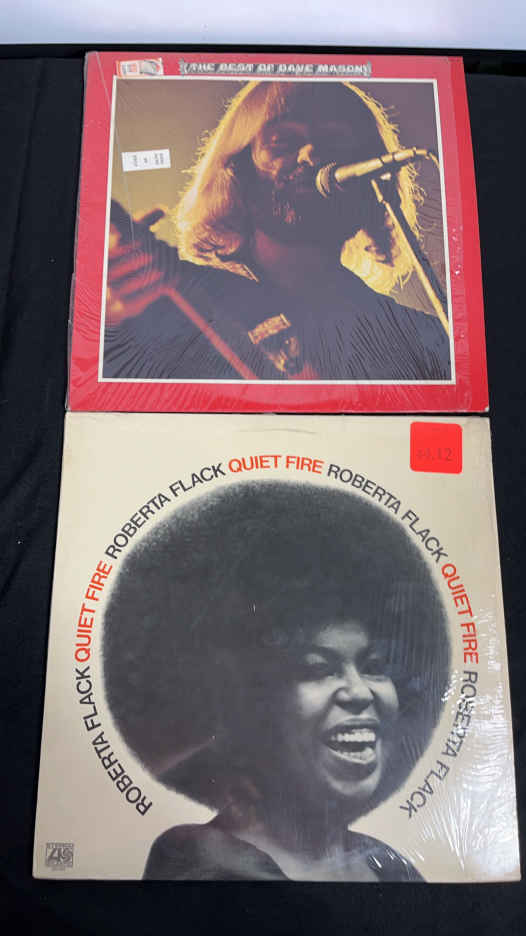 THE BEST OF DAVE MASON
ROBERTA FLACK QUIET FIRE ROBERTA FLACK QUIET FIRE ROBERTA FLACK QUIET FIRE ROBERTA FLACK
STEREO